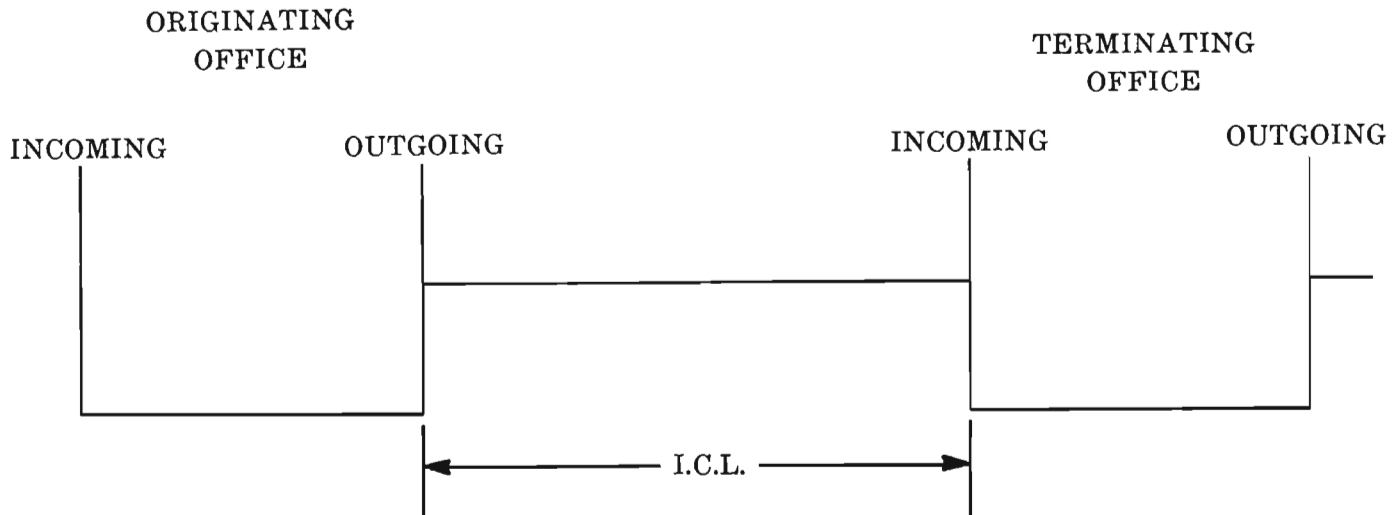 ORIGINATING
OFFICE
TERMINATING
OFFICE
INCOMING
OUTGOING
INCOMING
OUTGOING
I.C.L.